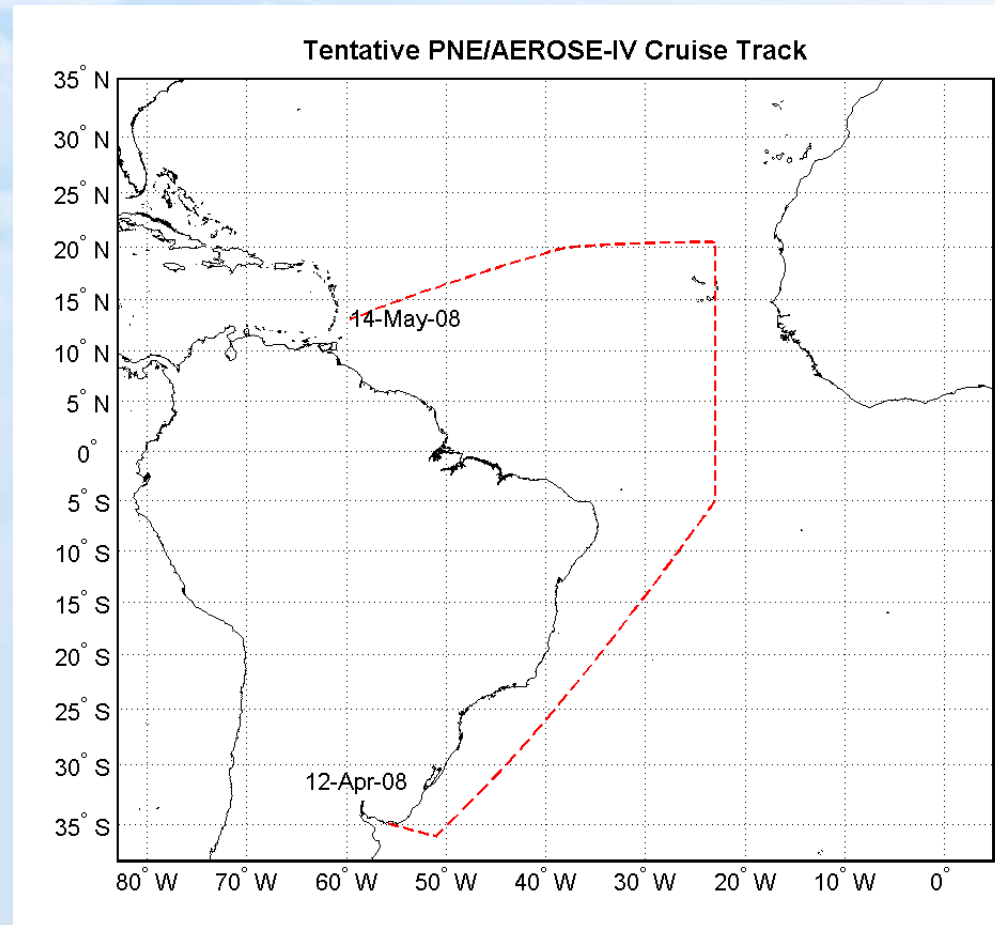 Tentative PNE/AEROSE-IV Cruise Track
35° N
30° N
25° N
20° N
15° N
14-May-08
10° N
5° N
0°
5° S
10° S
15° S
20° S
25° S
30° S
12-Apr-08
35° S
80° W 70° W 60° W 50° W 40° W 30° W 20° W 10° W 0°